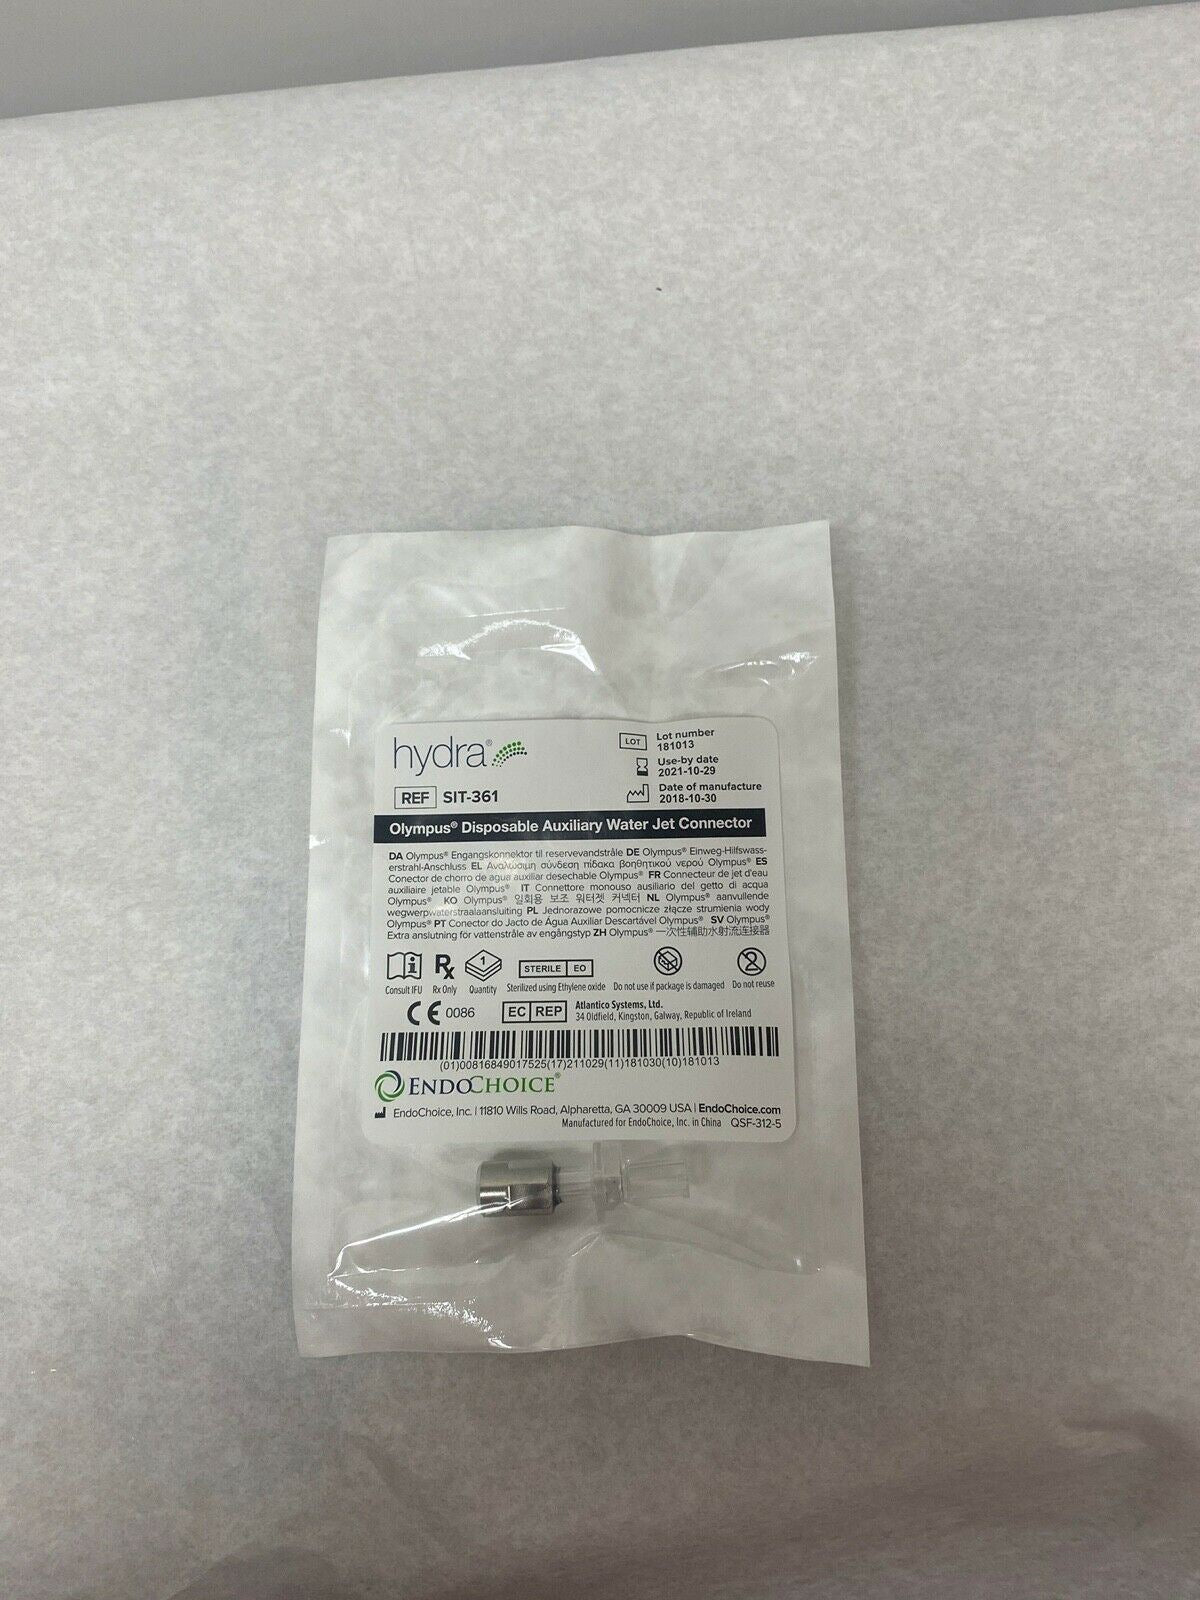 hydra®
LOT Lot number
181013
Use-by date
2021-10-29
REF SIT-361
Date of manufacture
2018-10-30
Olympus® Disposable Auxiliary Water Jet Connector
DA Olympus® Engangskonnektor til reservevandstråle DE Olympus® Einweg-Hilfswass-
erstrahl-Anschluss EL Αναλώσιμη σύνδεση πίδακα βοηθητικού νερού Olympus® ES
Conector de chorro de agua auxiliar desechable Olympus® FR Connecteur de jet d'eau
auxiliaire jetable Olympus® IT Connettore monouso ausiliario del getto di acqua
Olympus® KO Olympus® 일회용 보조 워터젯 커넥터 NL Olympus® aanvullende
wegwerpwaterstraalaansluiting PL Jednorazowe pomocnicze złącze strumienia wody
Olympus® PT Conector do Jacto de Água Auxiliar Descartável Olympus® SV Olympus®
Extra anslutning för vattenstråle av engångstyp ZH Olympus® 一次性辅助水射流连接器
i Rx 1 STERILE EO 2
Consult IFU Rx Only Quantity Sterilized using Ethylene oxide Do not use if package is damaged Do not reuse
CE 0086 EC REP Atlantico Systems, Ltd.
34 Oldfield, Kingston, Galway, Republic of Ireland
(01)00816849017525(17)211029(11)181030(10)181013
ENDOCHOICE®
EndoChoice, Inc. | 11810 Wills Road, Alpharetta, GA 30009 USA | EndoChoice.com
Manufactured for EndoChoice, Inc. in China QSF-312-5